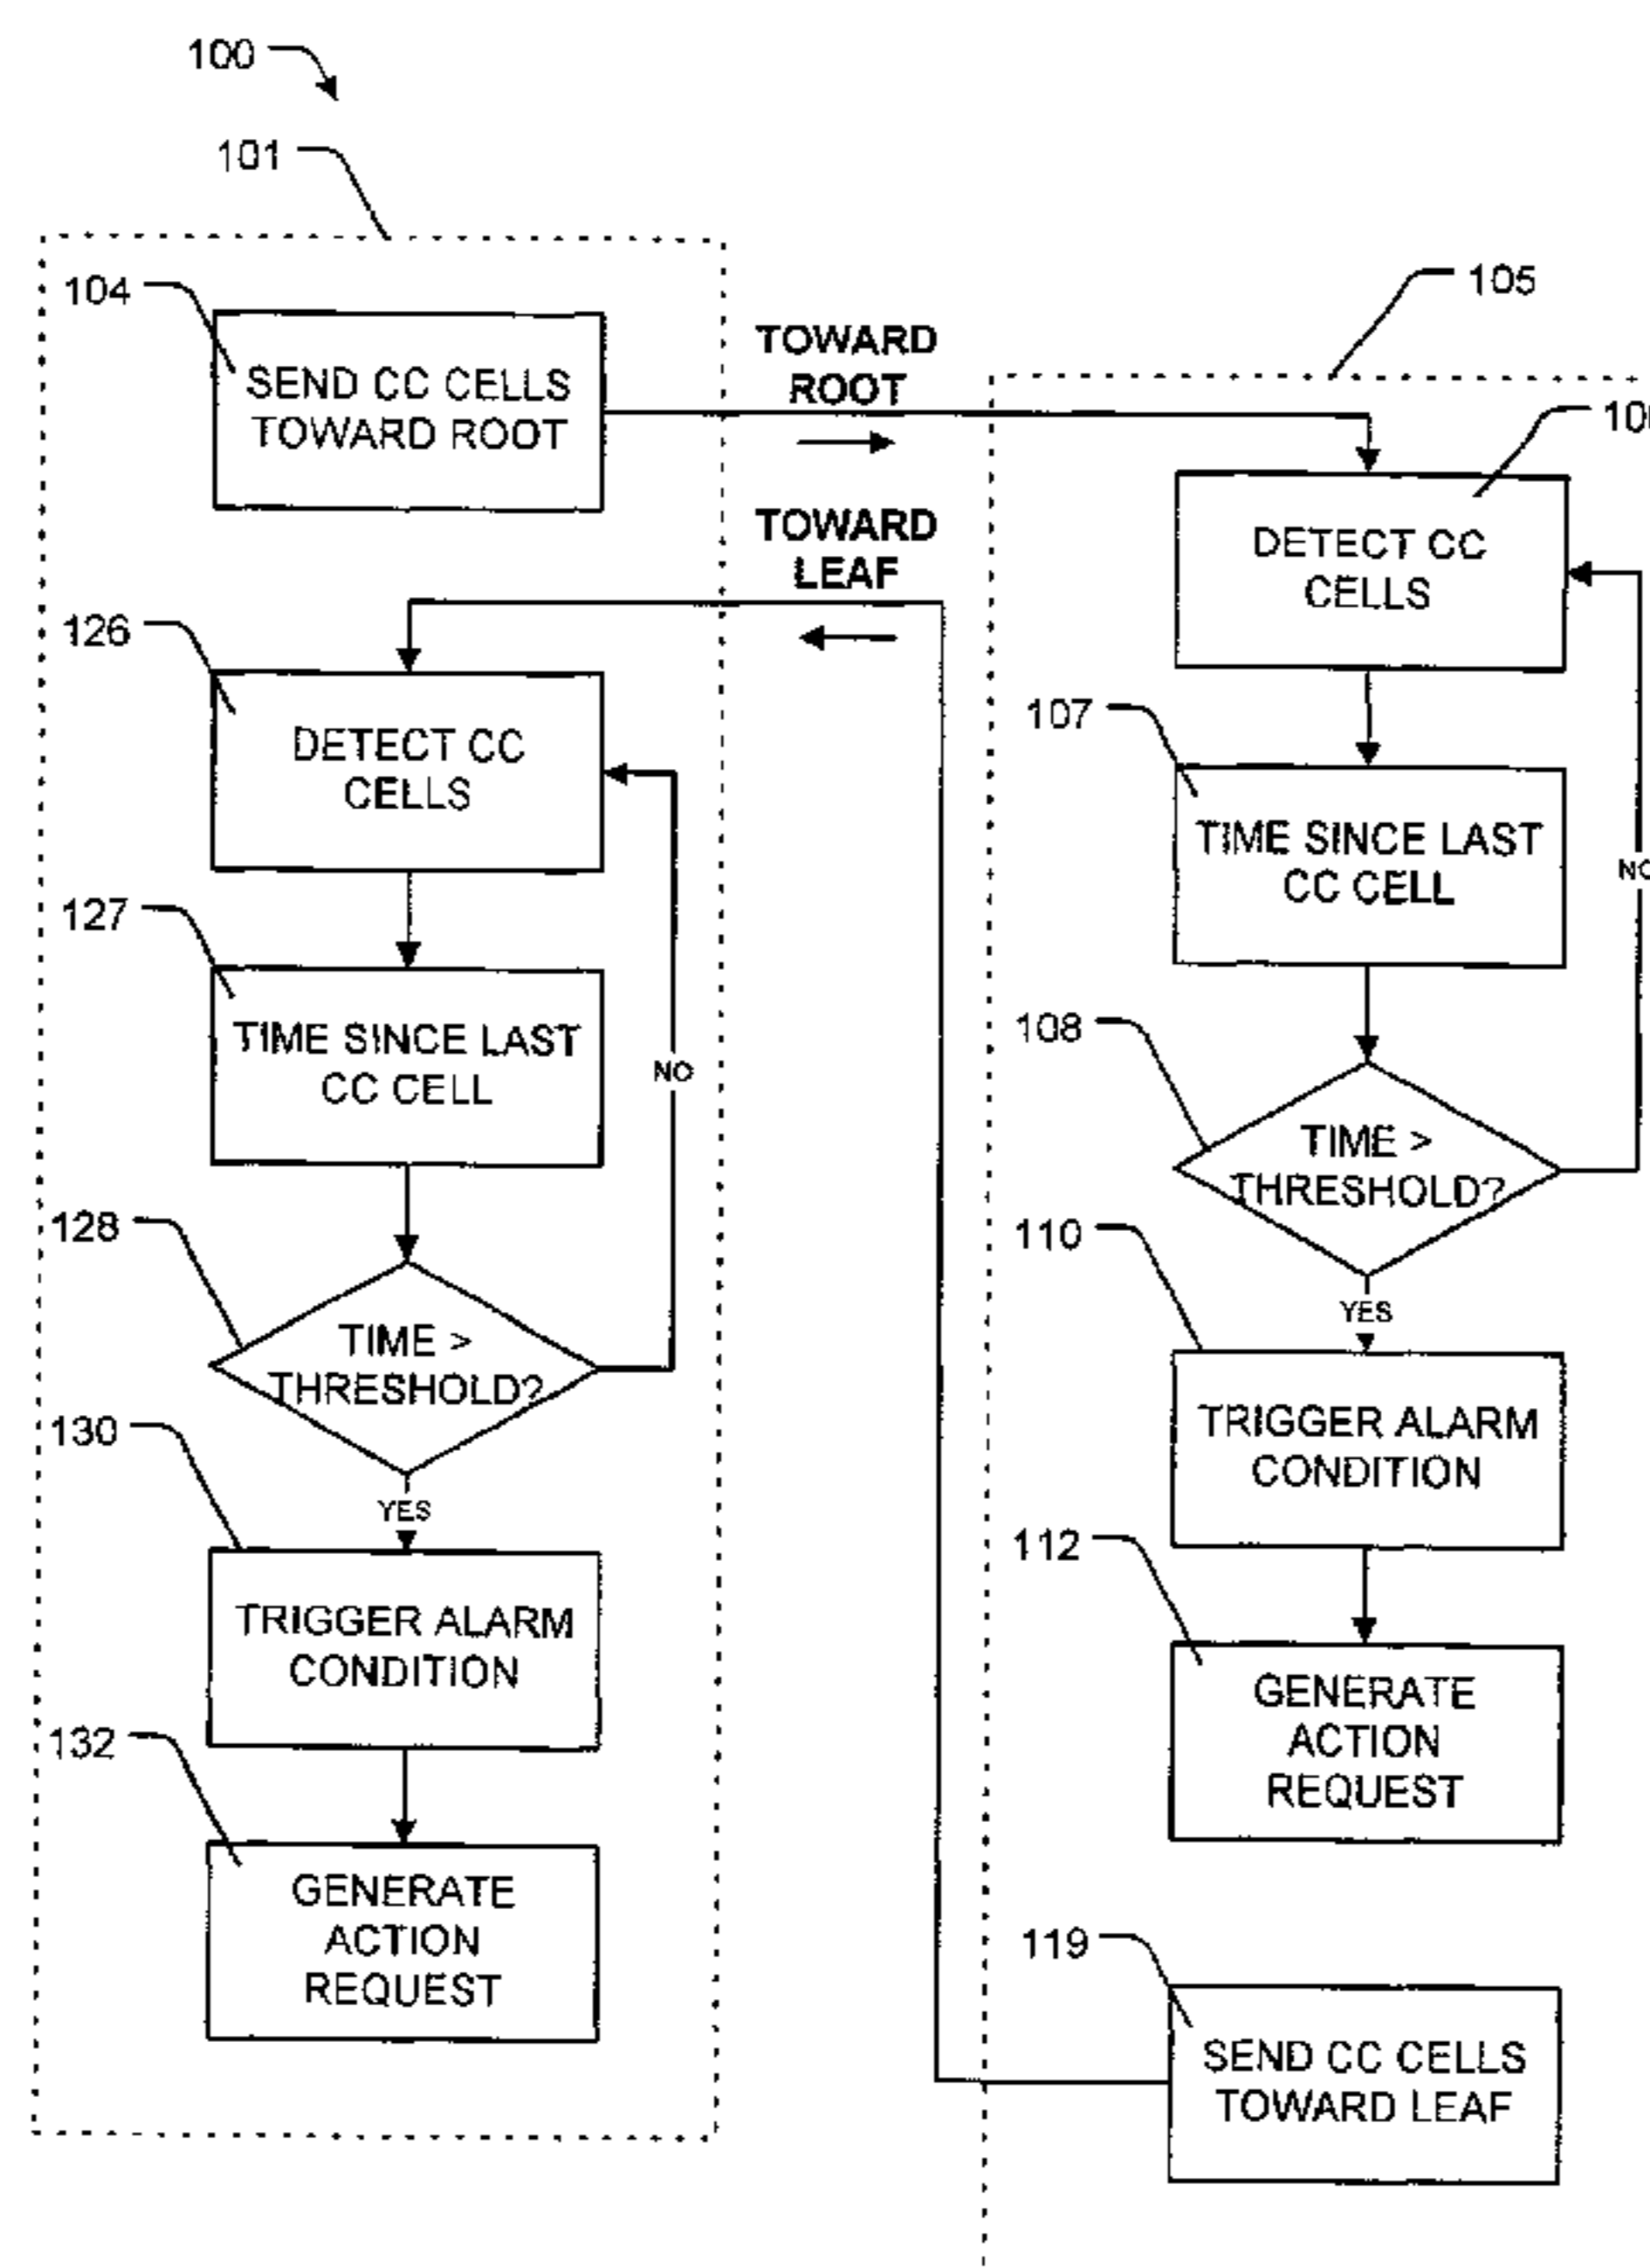 100
101
104
SEND CC CELLS
TOWARD ROOT
TOWARD
ROOT
TOWARD
LEAF
126
DETECT CC
CELLS
127
TIME SINCE LAST
CC CELL
NO
128
TIME >
THRESHOLD?
YES
130
TRIGGER ALARM
CONDITION
132
GENERATE
ACTION
REQUEST
105
DETECT CC
CELLS
107
TIME SINCE LAST
CC CELL
NO
108
TIME >
THRESHOLD?
YES
110
TRIGGER ALARM
CONDITION
112
GENERATE
ACTION
REQUEST
119
SEND CC CELLS
TOWARD LEAF